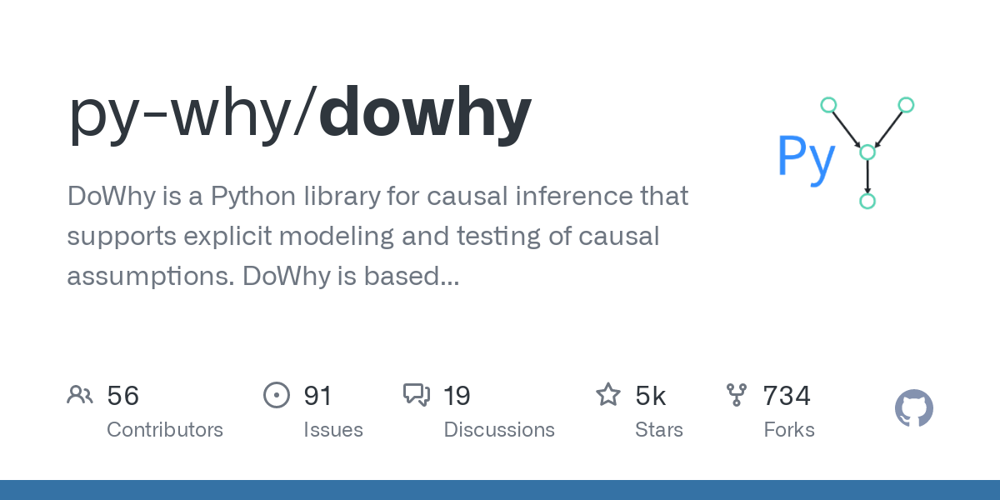 py-why/dowhy
Py
DoWhy is a Python library for causal inference that
supports explicit modeling and testing of causal
assumptions. DoWhy is based...
56
Contributors
91
Issues
19
Discussions
5k
Stars
734
Forks